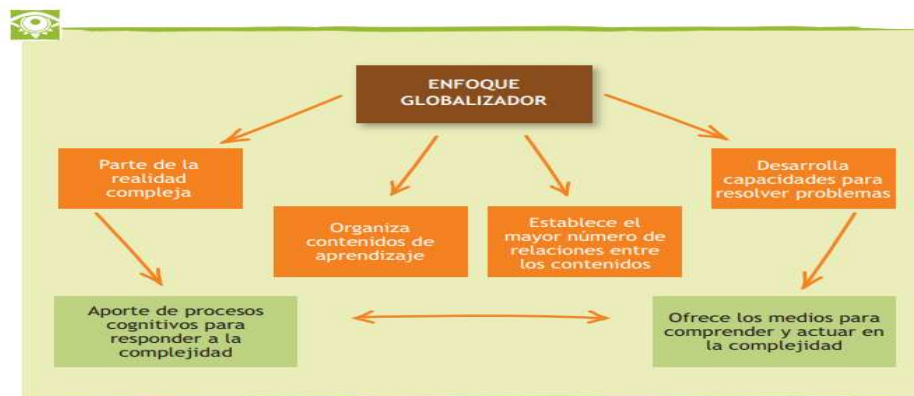 ENFOQUE
GLOBALIZADOR
Parte de la
realidad
compleja
Desarrolla
capacidades para
resolver problemas
Organiza
contenidos de
aprendizaje
Establece el
mayor número de
relaciones entre
los contenidos
Aporte de procesos
cognitivos para
responder a la
complejidad
Ofrece los medios para
comprender y actuar en
la complejidad